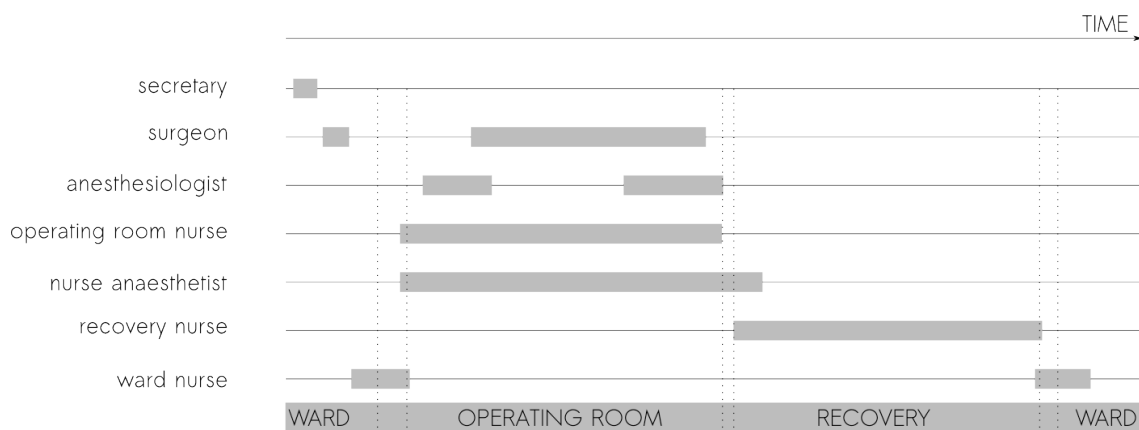 TIME
secretary
surgeon
anesthesiologist
operating room nurse
nurse anaesthetist
recovery nurse
ward nurse
WARD OPERATING ROOM RECOVERY WARD